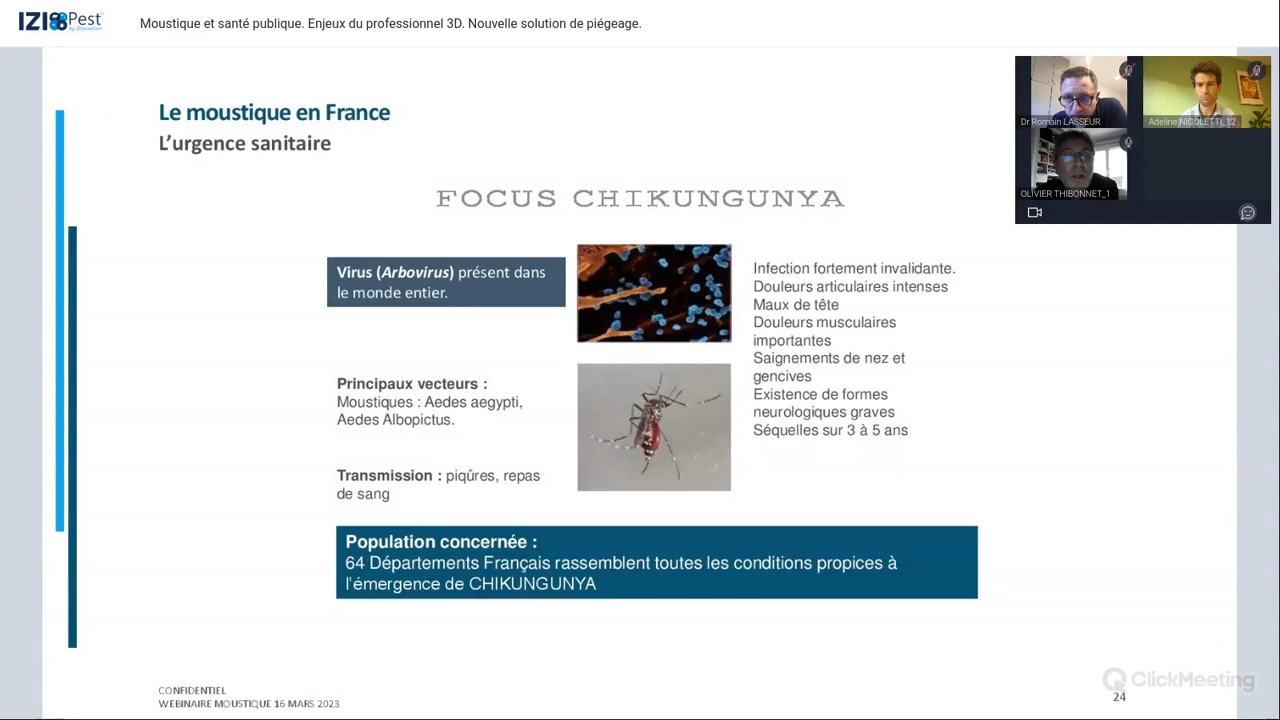 IZI Pest
by IZInovation
Moustique et santé publique. Enjeux du professionnel 3D. Nouvelle solution de piégeage.
Dr Romain LASSEUR
Adeline NICOLETTI_12
OLIVIER THIBONNET_1
Le moustique en France
L'urgence sanitaire
FOCUS CHIKUNGUNYA
Virus (Arbovirus) présent dans
le monde entier.
Principaux vecteurs :
Moustiques : Aedes aegypti,
Aedes Albopictus.
Transmission : piqûres, repas
de sang
Infection fortement invalidante.
Douleurs articulaires intenses
Maux de tête
Douleurs musculaires
importantes
Saignements de nez et
gencives
Existence de formes
neurologiques graves
Séquelles sur 3 à 5 ans
Population concernée :
64 Départements Français rassemblent toutes les conditions propices à
l'émergence de CHIKUNGUNYA
CONFIDENTIEL
WEBINAIRE MOUSTIQUE 16 MARS 2023
ClickMeeting
24